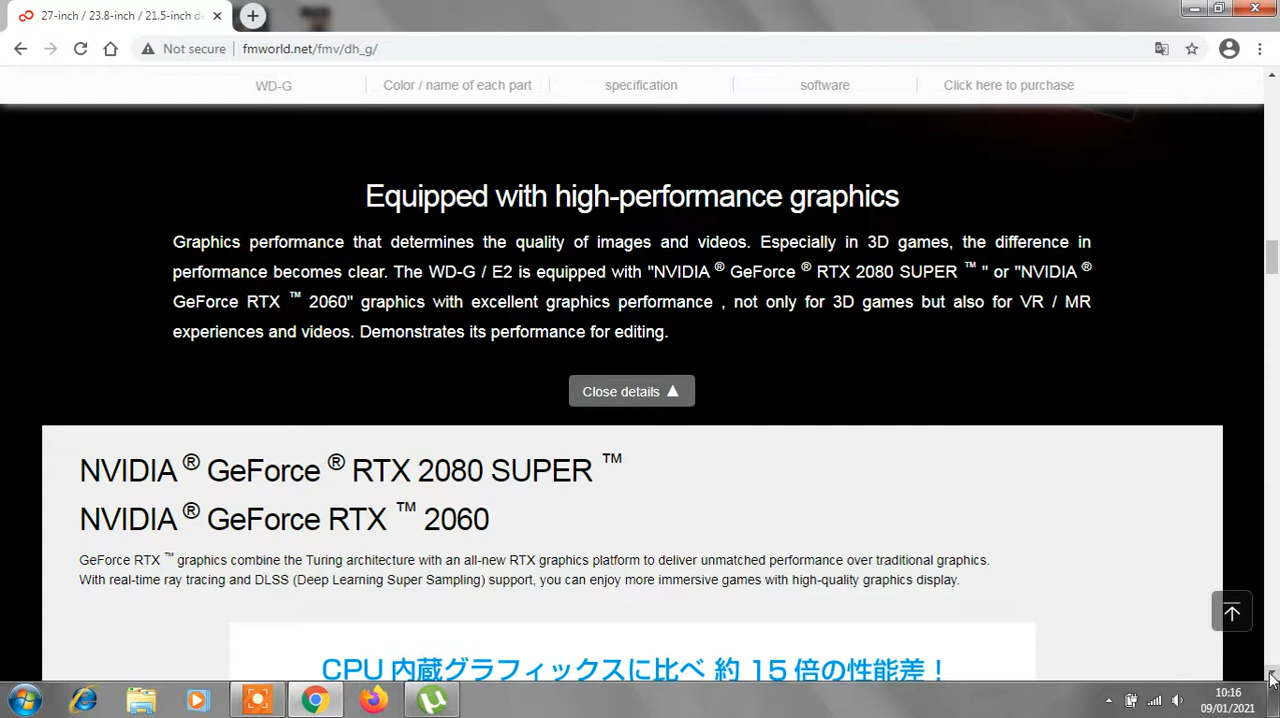 27-inch / 23.8-inch / 21.5-inch de
Not secure
fmworld.net/fmv/dh_g/
WD-G
Color / name of each part
specification
software
Click here to purchase
Equipped with high-performance graphics
Graphics performance that determines the quality of images and videos. Especially in 3D games, the difference in
performance becomes clear. The WD-G / E2 is equipped with "NVIDIA ® GeForce ® RTX 2080 SUPER ™ " or "NVIDIA ®
GeForce RTX ™ 2060" graphics with excellent graphics performance , not only for 3D games but also for VR / MR
experiences and videos. Demonstrates its performance for editing.
Close details ▲
NVIDIA ® GeForce ® RTX 2080 SUPER ™
NVIDIA ® GeForce RTX ™ 2060
GeForce RTX ™ graphics combine the Turing architecture with an all-new RTX graphics platform to deliver unmatched performance over traditional graphics.
With real-time ray tracing and DLSS (Deep Learning Super Sampling) support, you can enjoy more immersive games with high-quality graphics display.
CPU 内蔵グラフィックスに比べ 約 15 倍の性能差!
10:16
09/01/2021